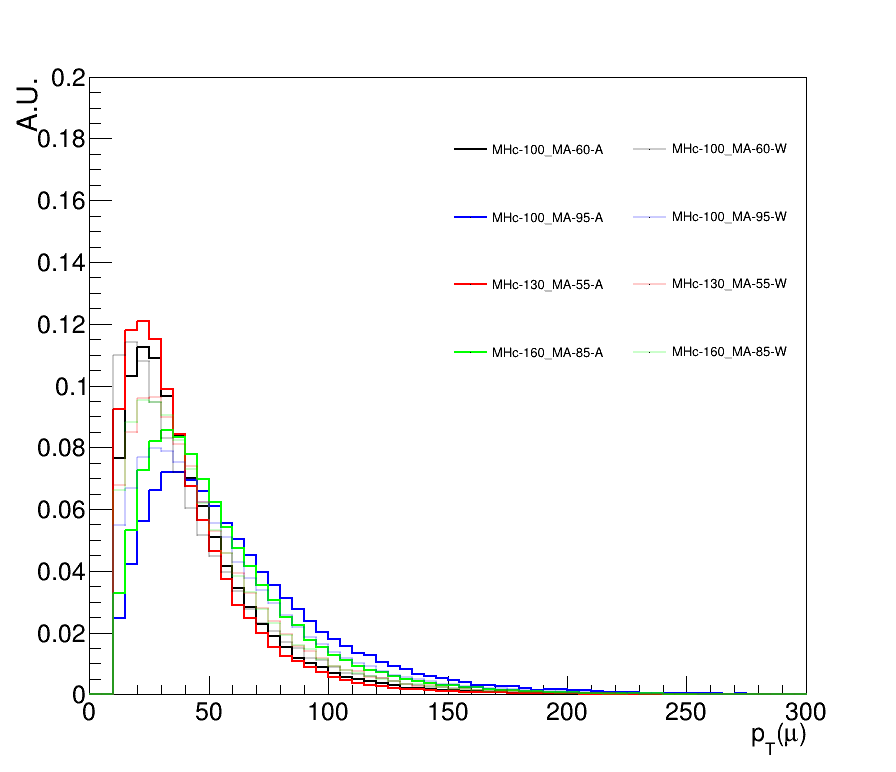 A.U.
0.2
0.18
0.16
0.14
0.12
0.1
0.08
0.06
0.04
0.02
0
MHc-100_MA-60-A MHc-100_MA-60-W
MHc-100_MA-95-A MHc-100_MA-95-W
MHc-130_MA-55-A MHc-130_MA-55-W
MHc-160_MA-85-A MHc-160_MA-85-W
0 50 100 150 200 250 300
p_T(μ)